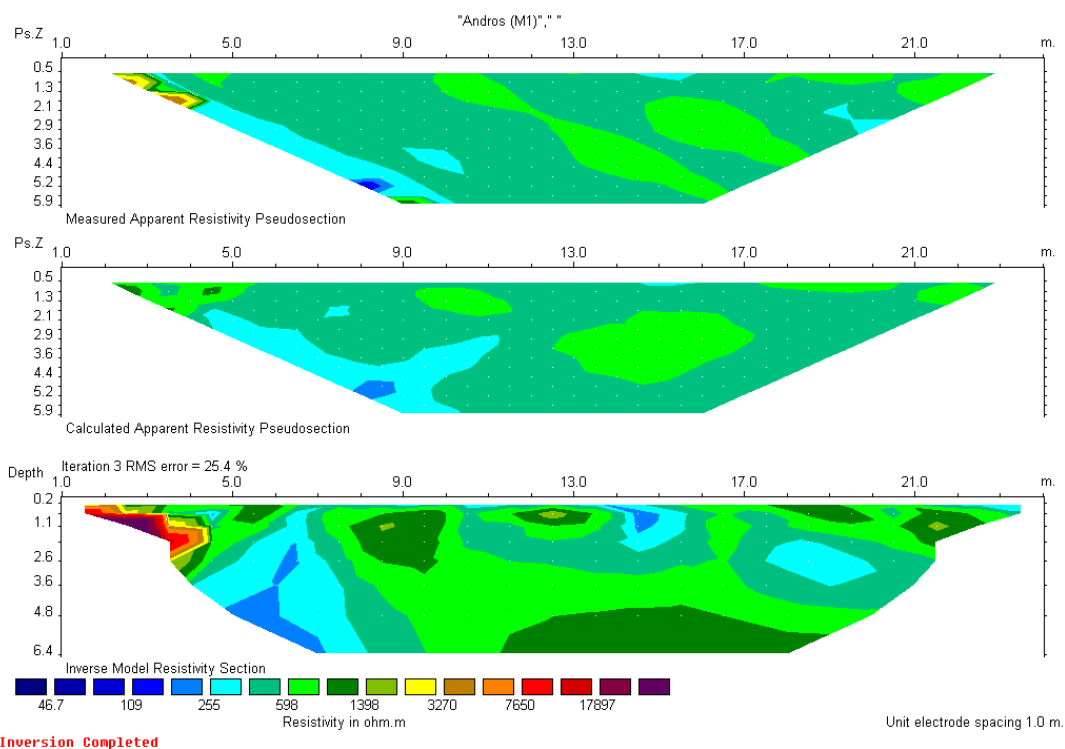 "Andros (M1)"," "
Ps.Z 1.0 5.0 9.0 13.0 17.0 21.0 m.
0.5
1.3
2.1
2.9
3.6
4.4
5.2
5.9
Measured Apparent Resistivity Pseudosection
Ps.Z 1.0 5.0 9.0 13.0 17.0 21.0 m.
0.5
1.3
2.1
2.9
3.6
4.4
5.2
5.9
Calculated Apparent Resistivity Pseudosection
Depth Iteration 3 RMS error = 25.4 %
1.0 5.0 9.0 13.0 17.0 21.0 m.
0.2
1.1
2.6
3.6
4.8
6.4
Inverse Model Resistivity Section
46.7 109 255 598 1398 3270 7650 17897
Resistivity in ohm.m Unit electrode spacing 1.0 m.
Inversion Completed